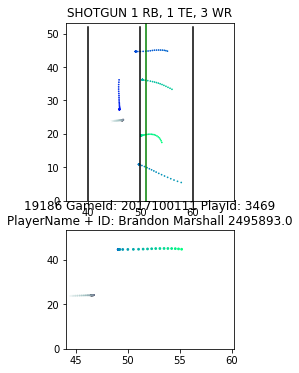 SHOTGUN 1 RB, 1 TE, 3 WR
50
40
30
20
10
0
40 50 60
19186 GameId: 2017100111 PlayId: 3469
PlayerName + ID: Brandon Marshall 2495893.0
40
20
0
45 50 55 60